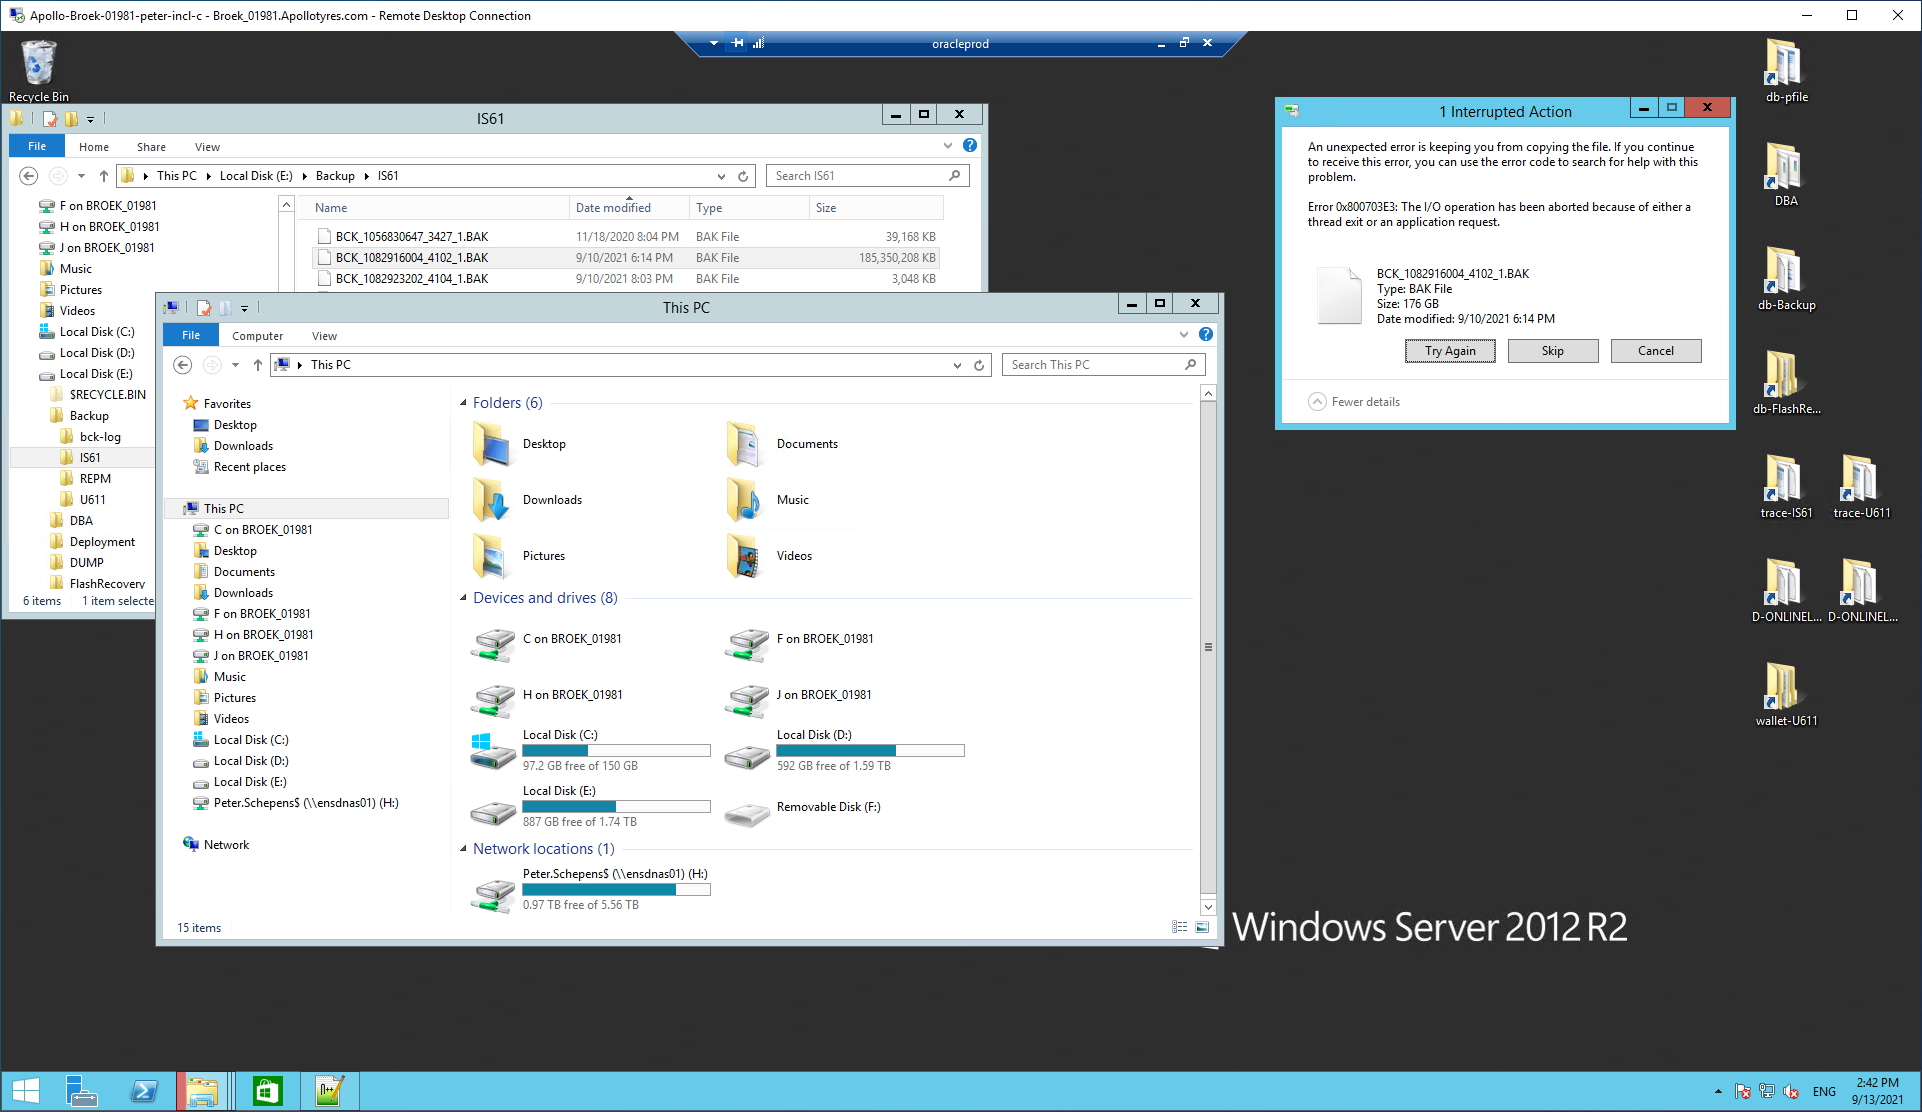 Apollo-Broek-01981-peter-incl-c - Broek_01981.Apollotyres.com - Remote Desktop Connection
oracleprod
Recycle Bin
IS61
File Home Share View
This PC Local Disk (E:) Backup IS61
Search IS61
F on BROEK_01981
H on BROEK_01981
J on BROEK_01981
Music
Pictures
Videos
Local Disk (C:)
Local Disk (D:)
Local Disk (E:)
$RECYCLE.BIN
Backup
bck-log
IS61
REPM
U611
DBA
Deployment
DUMP
FlashRecovery
6 items 1 item selecte
Name Date modified Type Size
BCK_1056830647_3427_1.BAK 11/18/2020 8:04 PM BAK File 39,168 KB
BCK_1082916004_4102_1.BAK 9/10/2021 6:14 PM BAK File 185,350,208 KB
BCK_1082923202_4104_1.BAK 9/10/2021 8:03 PM BAK File 3,048 KB
This PC
File Computer View
This PC
Search This PC
Favorites
Desktop
Downloads
Recent places
This PC
C on BROEK_01981
Desktop
Documents
Downloads
F on BROEK_01981
H on BROEK_01981
J on BROEK_01981
Music
Pictures
Videos
Local Disk (C:)
Local Disk (D:)
Local Disk (E:)
Peter.Schepens$ (\\ensdnas01) (H:)
Network
Folders (6)
Desktop
Documents
Downloads
Music
Pictures
Videos
Devices and drives (8)
C on BROEK_01981
F on BROEK_01981
H on BROEK_01981
J on BROEK_01981
Local Disk (C:)
97.2 GB free of 150 GB
Local Disk (D:)
592 GB free of 1.59 TB
Local Disk (E:)
887 GB free of 1.74 TB
Removable Disk (F:)
Network locations (1)
Peter.Schepens$ (\\ensdnas01) (H:)
0.97 TB free of 5.56 TB
15 items
1 Interrupted Action
An unexpected error is keeping you from copying the file. If you continue
to receive this error, you can use the error code to search for help with this
problem.
Error 0x800703E3: The I/O operation has been aborted because of either a
thread exit or an application request.
BCK_1082916004_4102_1.BAK
Type: BAK File
Size: 176 GB
Date modified: 9/10/2021 6:14 PM
Try Again Skip Cancel
Fewer details
db-pfile
DBA
db-Backup
db-FlashRe...
trace-IS61 trace-U611
D-ONLINEL... D-ONLINEL...
wallet-U611
Windows Server 2012 R2
ENG
2:42 PM
9/13/2021